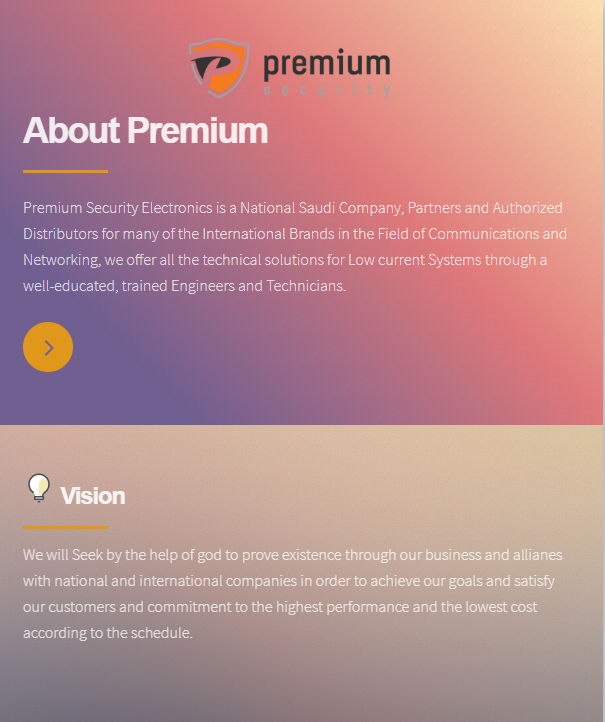 premium
security
About Premium
Premium Security Electronics is a National Saudi Company, Partners and Authorized
Distributors for many of the International Brands in the Field of Communications and
Networking, we offer all the technical solutions for Low current Systems through a
well-educated, trained Engineers and Technicians.
Vision
We will Seek by the help of god to prove existence through our business and allianes
with national and international companies in order to achieve our goals and satisfy
our customers and commitment to the highest performance and the lowest cost
according to the schedule.